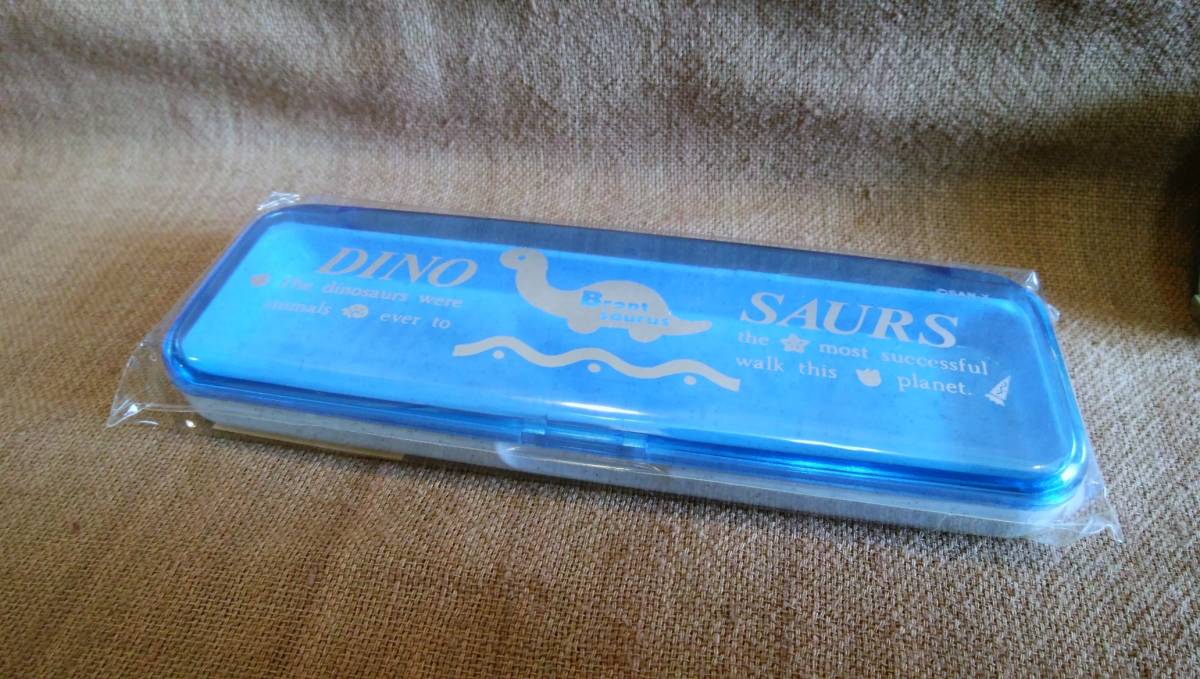 DINO
The dinosaurs were
animals ever to
Bront
saurus
SAURS
the most successful
walk this planet.